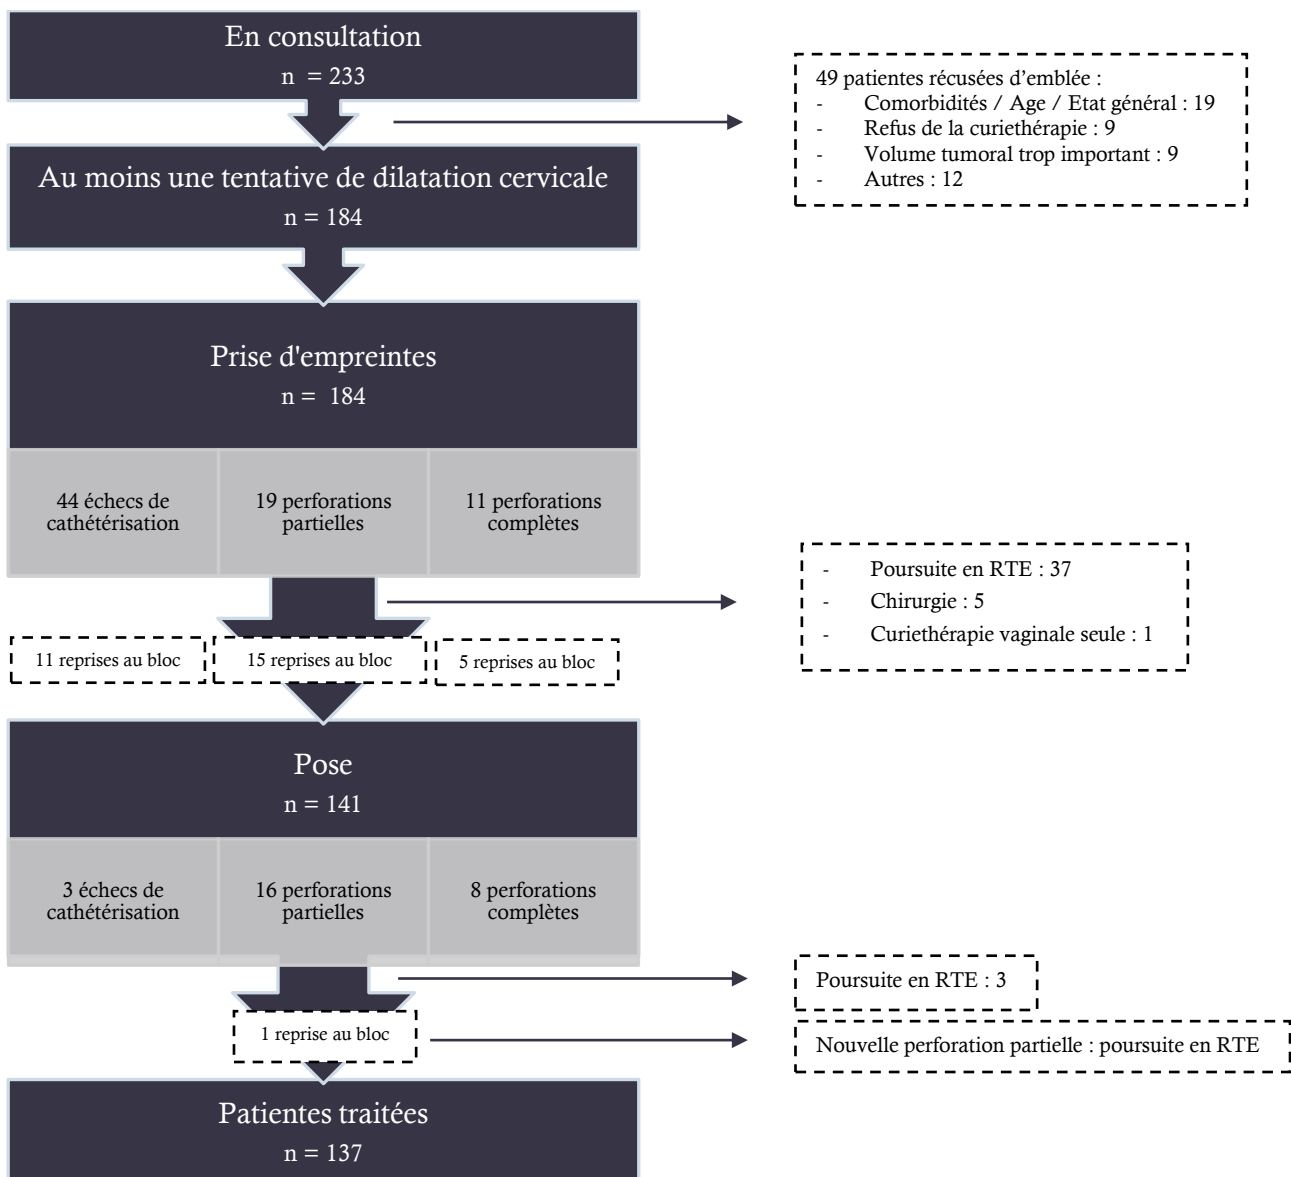 En consultation
n = 233
49 patientes récusées d’emblée :
- Comorbidités / Age / Etat général : 19
- Refus de la curiethérapie : 9
- Volume tumoral trop important : 9
- Autres : 12
Au moins une tentative de dilatation cervicale
n = 184
Prise d'empreintes
n = 184
44 échecs de
cathétérisation
19 perforations
partielles
11 perforations
complètes
- Poursuite en RTE : 37
- Chirurgie : 5
- Curiethérapie vaginale seule : 1
11 reprises au bloc
15 reprises au bloc
5 reprises au bloc
Pose
n = 141
3 échecs de
cathétérisation
16 perforations
partielles
8 perforations
complètes
Poursuite en RTE : 3
1 reprise au bloc
Nouvelle perforation partielle : poursuite en RTE
Patientes traitées
n = 137